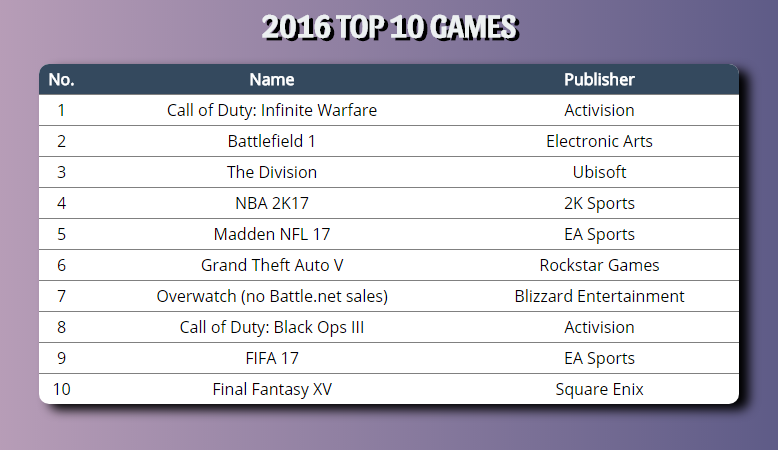 2016 TOP 10 GAMES
No. Name Publisher
1 Call of Duty: Infinite Warfare Activision
2 Battlefield 1 Electronic Arts
3 The Division Ubisoft
4 NBA 2K17 2K Sports
5 Madden NFL 17 EA Sports
6 Grand Theft Auto V Rockstar Games
7 Overwatch (no Battle.net sales) Blizzard Entertainment
8 Call of Duty: Black Ops III Activision
9 FIFA 17 EA Sports
10 Final Fantasy XV Square Enix